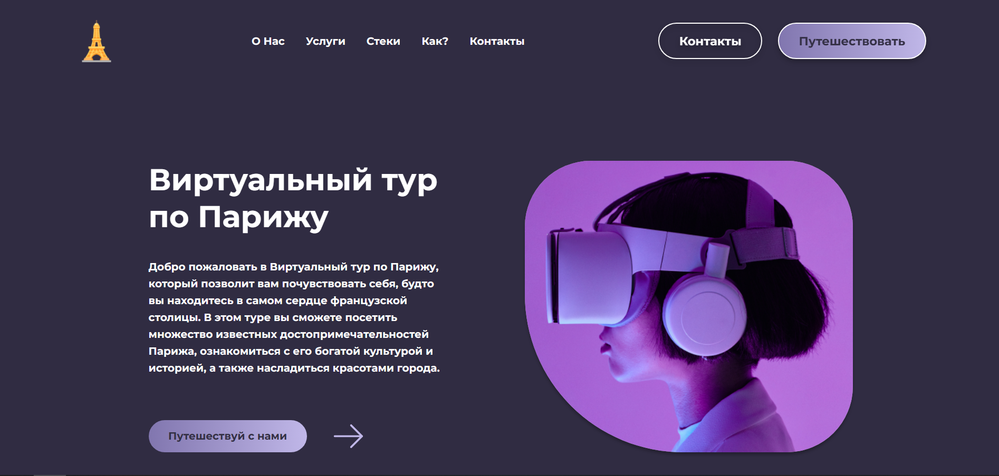 О Нас Услуги Стеки Как? Контакты Контакты Путешествовать
Виртуальный тур
по Парижу
Добро пожаловать в Виртуальный тур по Парижу,
который позволит вам почувствовать себя, будто
вы находитесь в самом сердце французской
столицы. В этом туре вы сможете посетить
множество известных достопримечательностей
Парижа, ознакомиться с его богатой культурой и
историей, а также насладиться красотами города.
Путешествуй с нами